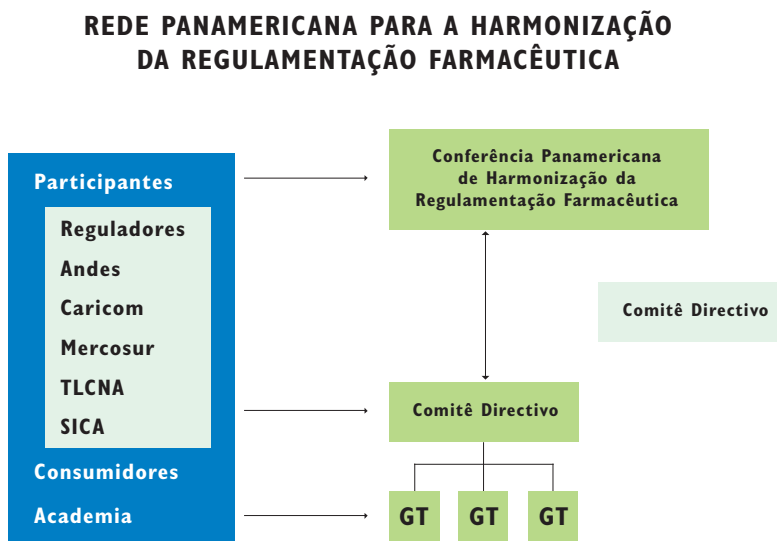 REDE PANAMERICANA PARA A HARMONIZAÇÃO
DA REGULAMENTAÇÃO FARMACÊUTICA
Participantes
Reguladores
Andes
Caricom
Mercosur
TLCNA
SICA
Consumidores
Academia
Conferência Panamericana
de Harmonização da
Regulamentação Farmacêutica
Comitê Directivo
Comitê Directivo
GT GT GT